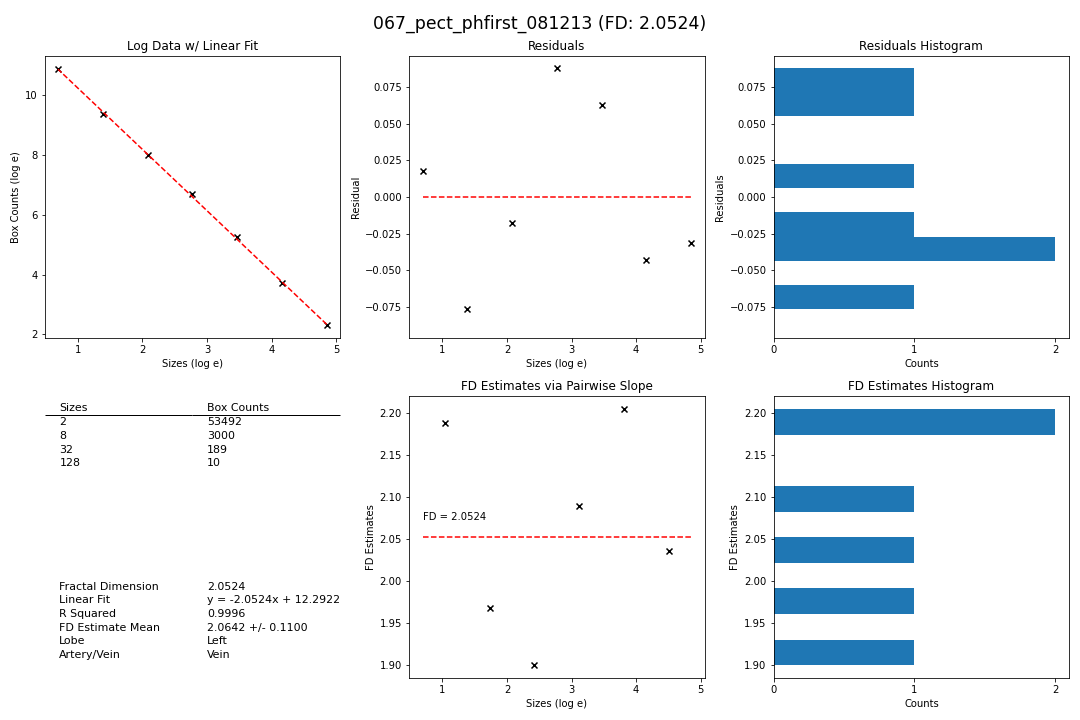 067_pect_phfirst_081213 (FD: 2.0524)
Log Data w/ Linear Fit
Box Counts (log e)
10
8
6
4
2
1 2 3 4 5
Sizes (log e)
Residuals
Residual
0.075
0.050
0.025
0.000
−0.025
−0.050
−0.075
1 2 3 4 5
Sizes (log e)
Residuals Histogram
Residuals
0.075
0.050
0.025
0.000
−0.025
−0.050
−0.075
0 1 2
Counts
Sizes Box Counts
2 53492
8 3000
32 189
128 10
Fractal Dimension 2.0524
Linear Fit y = -2.0524x + 12.2922
R Squared 0.9996
FD Estimate Mean 2.0642 +/- 0.1100
Lobe Left
Artery/Vein Vein
FD Estimates via Pairwise Slope
FD Estimates
2.20
2.15
2.10
2.05
2.00
1.95
1.90
FD = 2.0524
1 2 3 4 5
Sizes (log e)
FD Estimates Histogram
FD Estimates
2.20
2.15
2.10
2.05
2.00
1.95
1.90
0 1 2
Counts